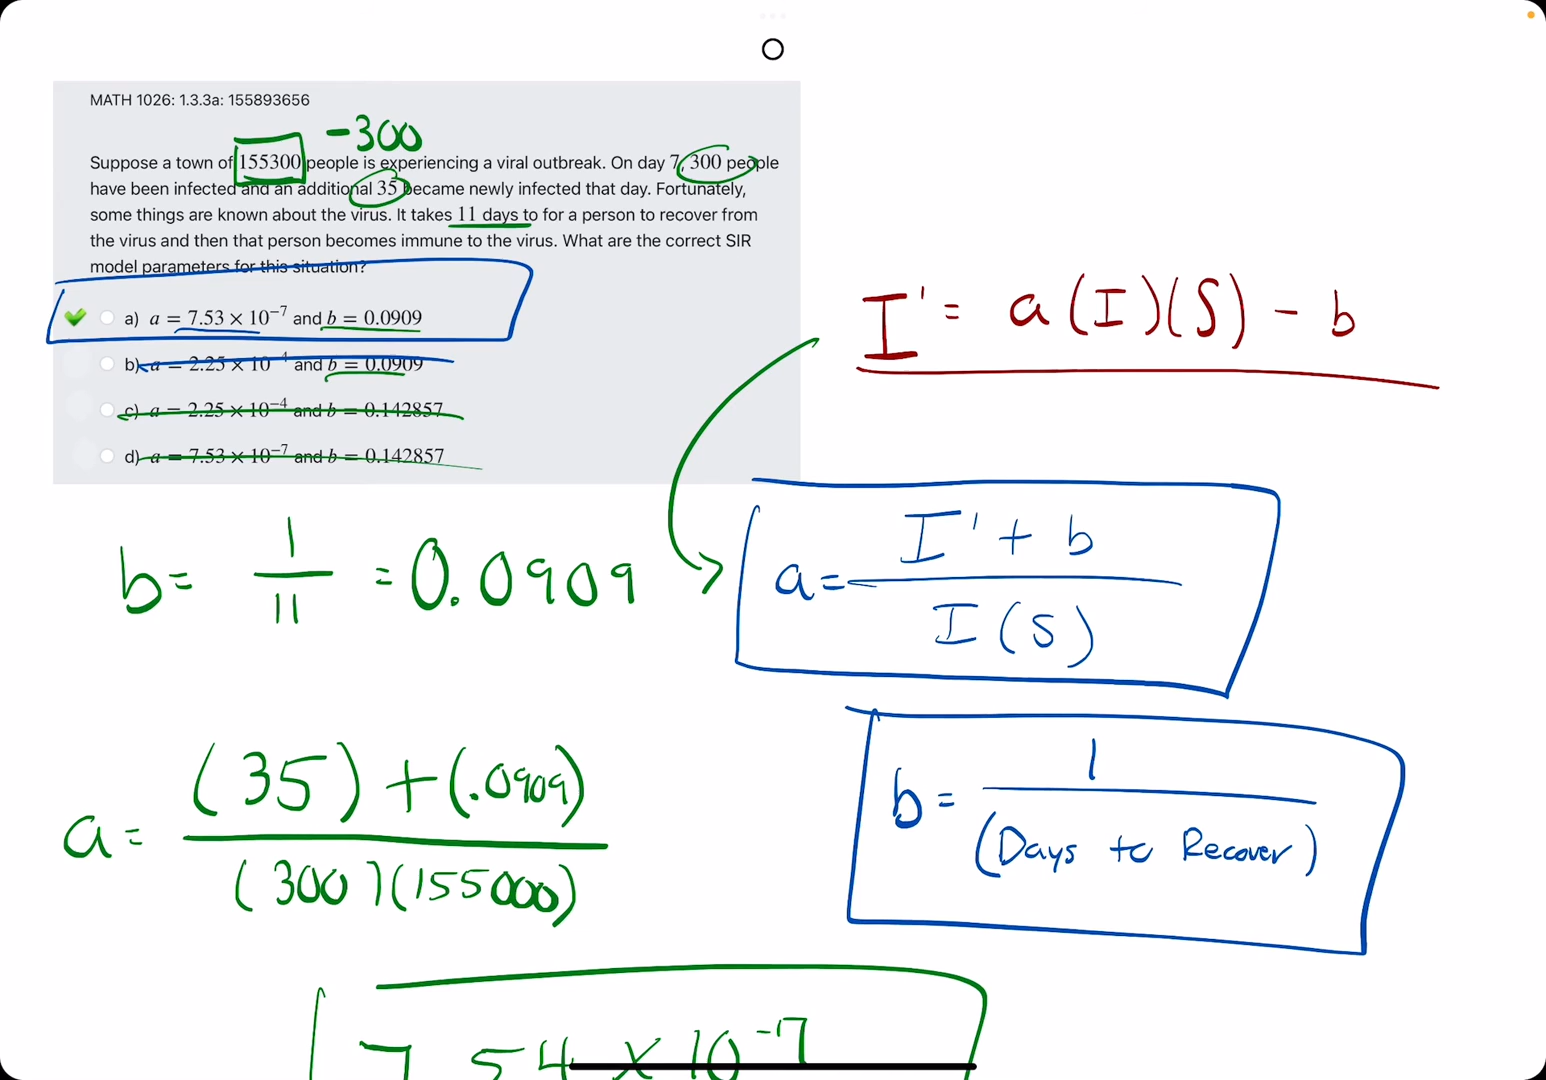 MATH 1026: 1.3.3a: 155893656
-300
Suppose a town of 155300 people is experiencing a viral outbreak. On day 7, 300 people
have been infected and an additional 35 became newly infected that day. Fortunately,
some things are known about the virus. It takes 11 days to for a person to recover from
the virus and then that person becomes immune to the virus. What are the correct SIR
model parameters for this situation?
a) a = 7.53 × 10⁻⁷ and b = 0.0909
b) a = 2.25 × 10⁻⁴ and b = 0.0909
c) a = 2.25 × 10⁻⁴ and b = 0.142857
d) a = 7.53 × 10⁻⁷ and b = 0.142857
I' = a(I)(S) - b
a = I' + b
I(S)
b = 1/11 = 0.0909
b = 1
(Days to Recover)
a = (35) + (.0909)
(300)(155000)
7.54 × 10⁻⁷